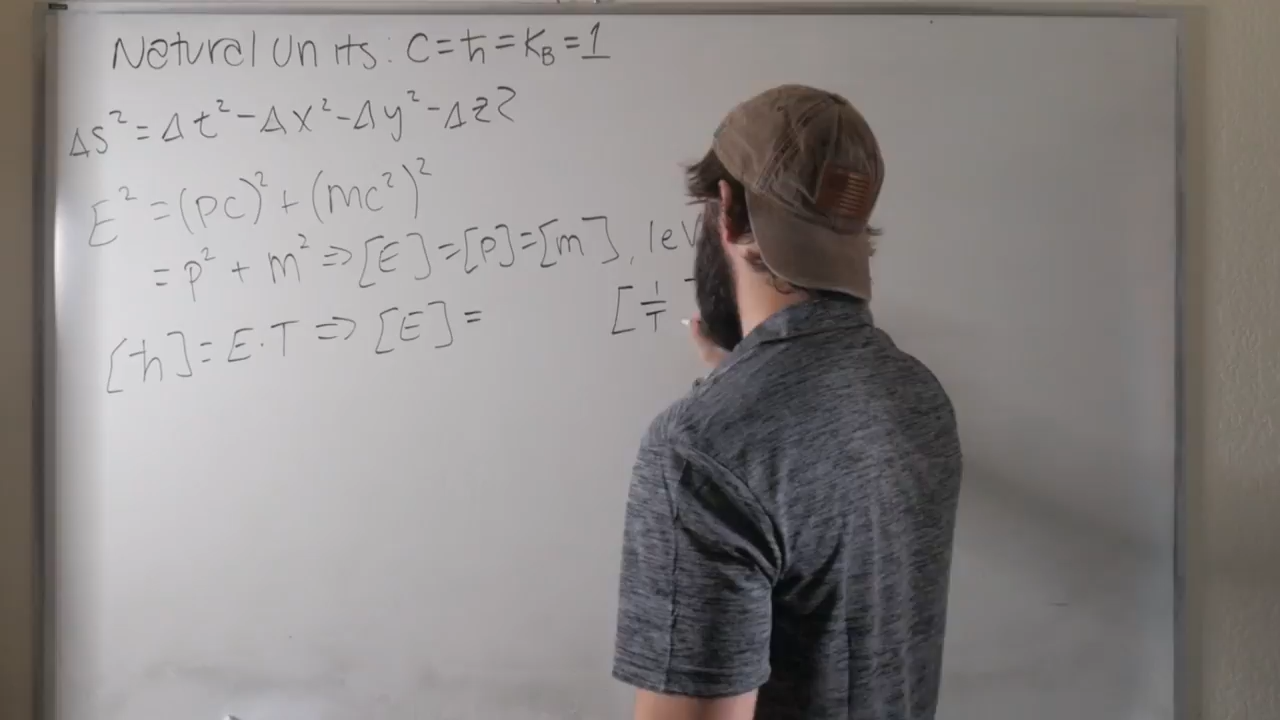 Natural Units: C=ħ=K_B=1
Δs²=Δt²-Δx²-Δy²-Δz²
E²=(pc)²+(mc²)²
=p²+m²⇒[E]=[p]=[m], 1eV
[ħ]=E·T⇒[E]= [1/T